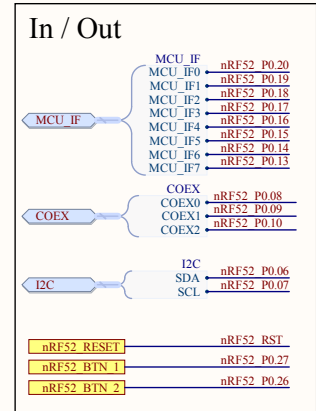 In / Out
MCU_IF
MCU_IF
MCU_IF0 nRF52_P0.20
MCU_IF1 nRF52_P0.19
MCU_IF2 nRF52_P0.18
MCU_IF3 nRF52_P0.17
MCU_IF4 nRF52_P0.16
MCU_IF5 nRF52_P0.15
MCU_IF6 nRF52_P0.14
MCU_IF7 nRF52_P0.13
COEX
COEX
COEX0 nRF52_P0.08
COEX1 nRF52_P0.09
COEX2 nRF52_P0.10
I2C
I2C
SDA nRF52_P0.06
SCL nRF52_P0.07
nRF52_RESET nRF52_RST
nRF52_BTN_1 nRF52_P0.27
nRF52_BTN_2 nRF52_P0.26